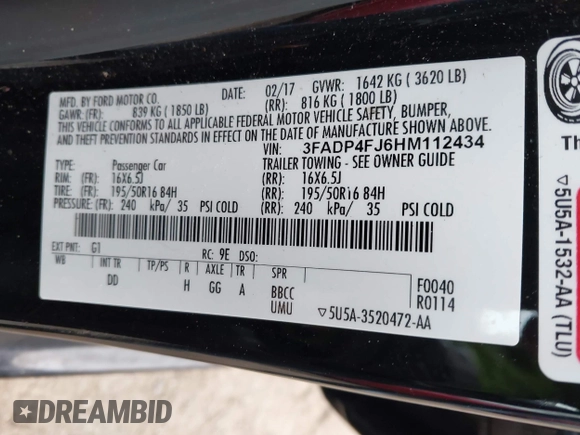 MFD. BY FORD MOTOR CO.
DATE: 02/17 GVWR: 1642 KG ( 3620 LB)
GAWR: (FR): 839 KG ( 1850 LB) (RR): 816 KG ( 1800 LB)
THIS VEHICLE CONFORMS TO ALL APPLICABLE FEDERAL MOTOR VEHICLE SAFETY, BUMPER,
AND THEFT PREVENTION STANDARDS IN EFFECT ON THE DATE OF MANUFACTURE SHOWN ABOVE.
VIN: 3FADP4FJ6HM112434
TYPE: Passenger Car TRAILER TOWING - SEE OWNER GUIDE
RIM: 16X6.5J (RR): 16X6.5J
TIRE: 195/50R16 84H (RR): 195/50R16 84H
PRESSURE: (FR) 240 kPa/ 35 PSI COLD (RR): 240 kPa/ 35 PSI COLD
EXT PNT: G1 RC: 9E DSO:
WB INT TR TP/PS R AXLE TR SPR F0040
DD H GG A BBCC R0114
UMU ▽5U5A-3520472-AA
▽5U5A-1532-AA (TLU)
DREAMBID